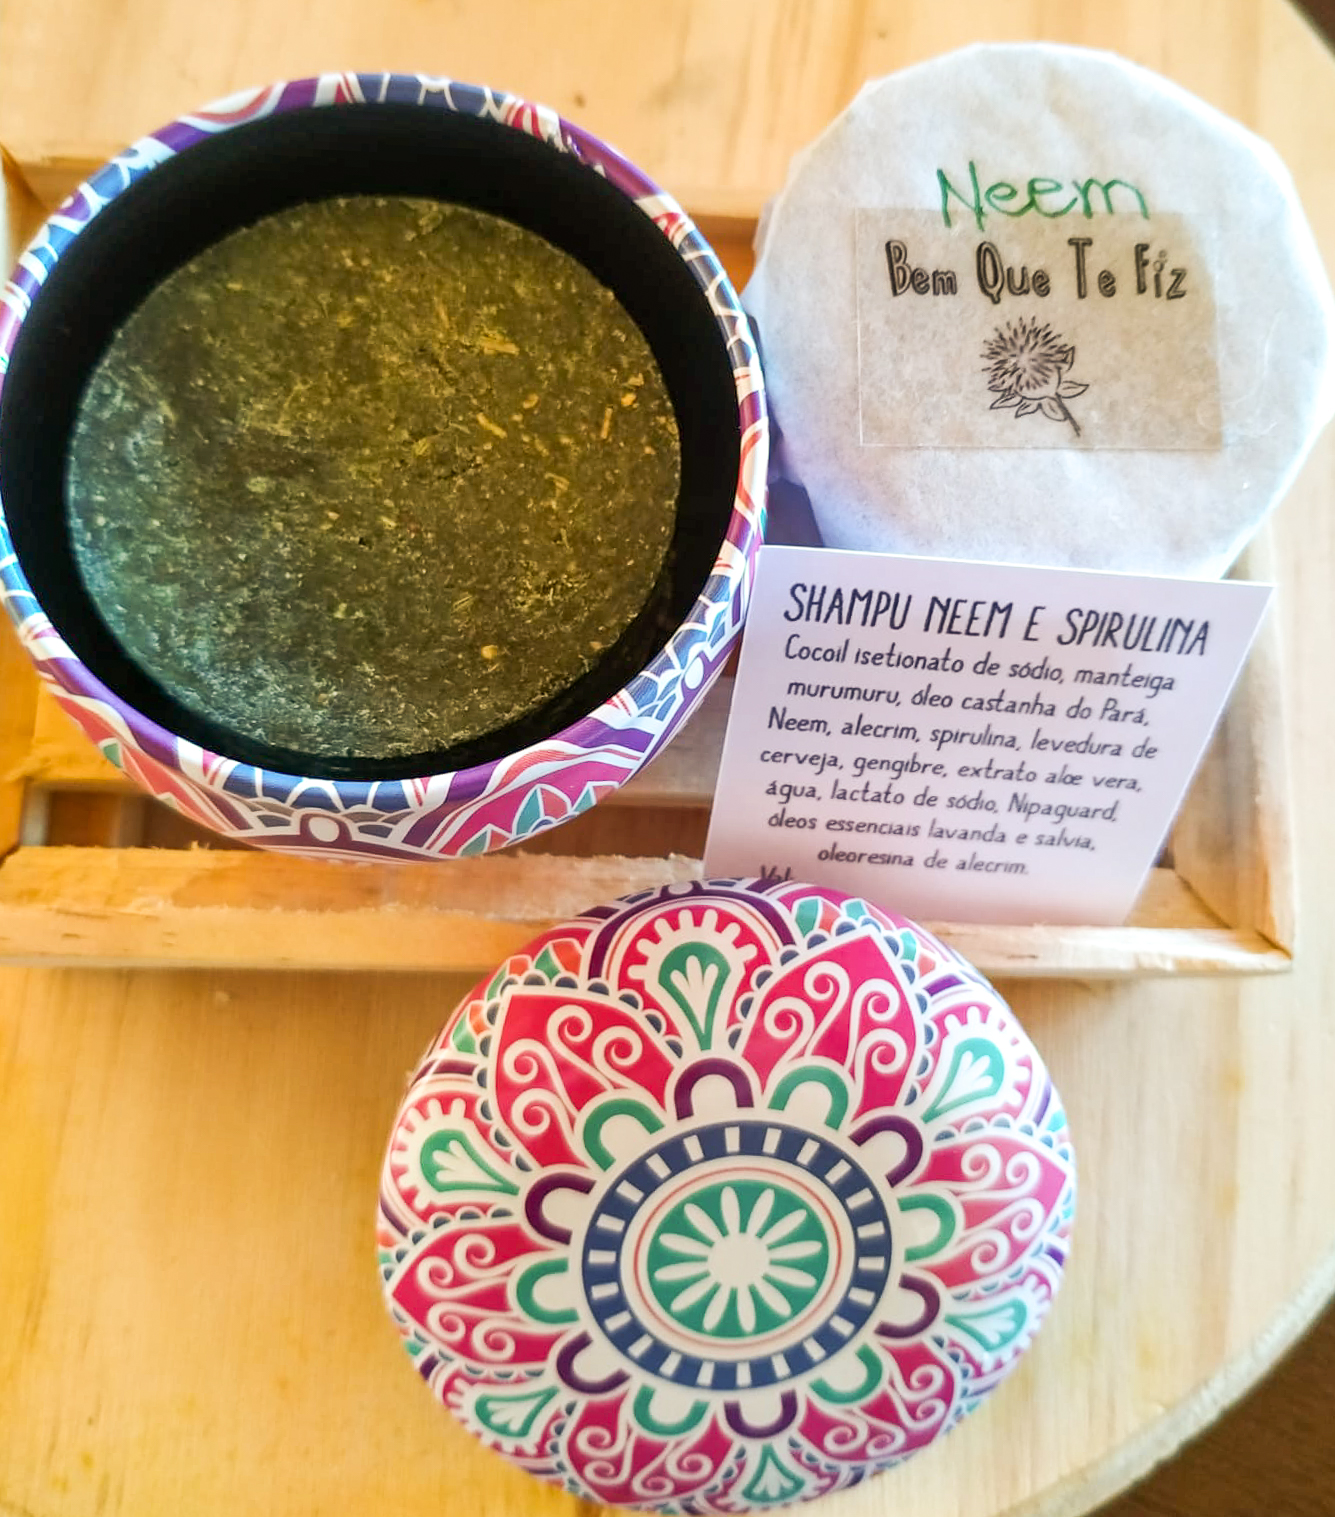 Neem
Bem Que Te Fiz
SHAMPU NEEM E SPIRULINA
Cocoil isetionato de sódio, manteiga
murumuru, óleo castanha do Pará,
Neem, alecrim, spirulina, levedura de
cerveja, gengibre, extrato aloe vera,
água, lactato de sódio, Nipaguard,
óleos essenciais lavanda e salvia,
oleoresina de alecrim.